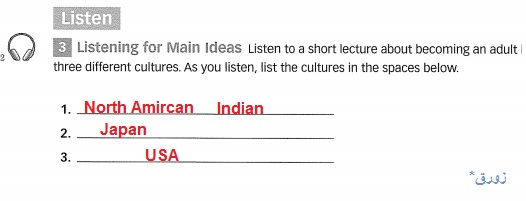 Listen
2
3 Listening for Main Ideas Listen to a short lecture about becoming an adult i
three different cultures. As you listen, list the cultures in the spaces below.
1. North Amircan Indian
2. Japan
3. USA
زورق*